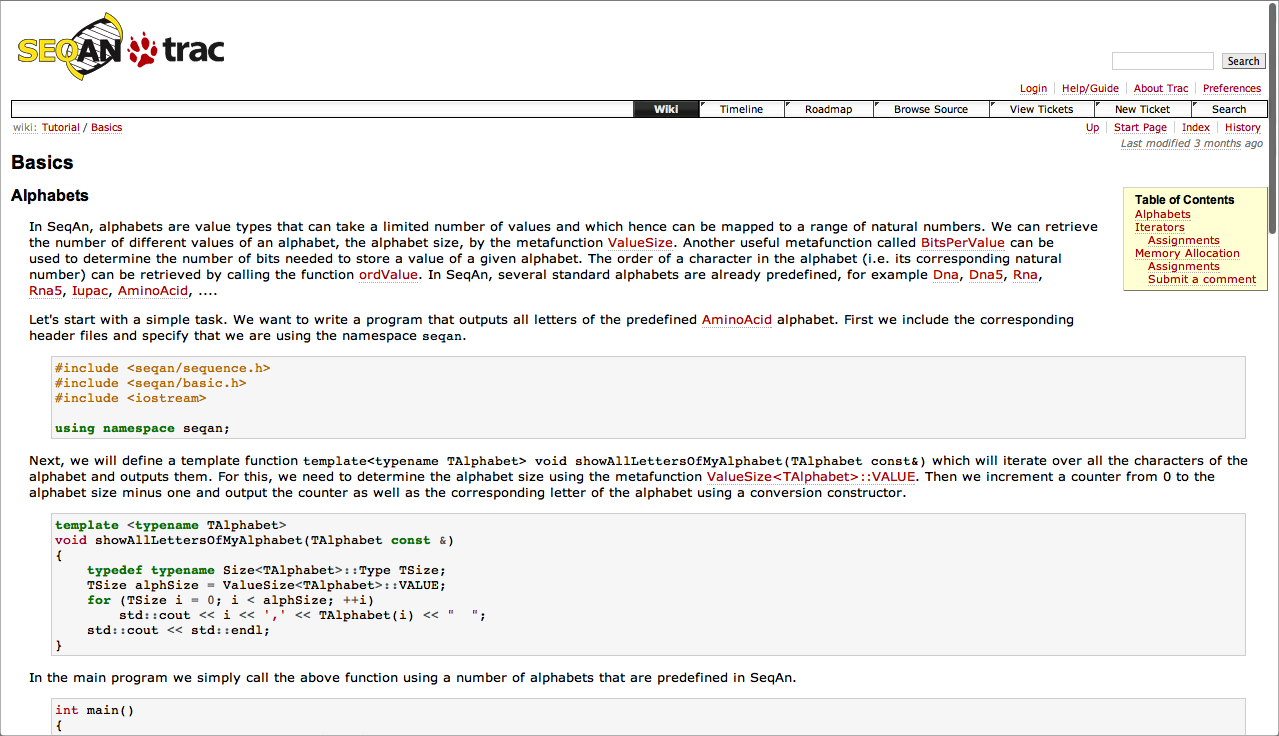 SEQAN trac
Search
Login Help/Guide About Trac Preferences
Wiki Timeline Roadmap Browse Source View Tickets New Ticket Search
wiki: Tutorial / Basics
Up Start Page Index History
Last modified 3 months ago
Basics
Alphabets
In SeqAn, alphabets are value types that can take a limited number of values and which hence can be mapped to a range of natural numbers. We can retrieve
the number of different values of an alphabet, the alphabet size, by the metafunction ValueSize. Another useful metafunction called BitsPerValue can be
used to determine the number of bits needed to store a value of a given alphabet. The order of a character in the alphabet (i.e. its corresponding natural
number) can be retrieved by calling the function ordValue. In SeqAn, several standard alphabets are already predefined, for example Dna, Dna5, Rna,
Rna5, Iupac, AminoAcid, ....
Table of Contents
Alphabets
Iterators
Assignments
Memory Allocation
Assignments
Submit a comment
Let's start with a simple task. We want to write a program that outputs all letters of the predefined AminoAcid alphabet. First we include the corresponding
header files and specify that we are using the namespace seqan.
#include <seqan/sequence.h>
#include <seqan/basic.h>
#include <iostream>
using namespace seqan;
Next, we will define a template function template<typename TAlphabet> void showAllLettersOfMyAlphabet(TAlphabet const&) which will iterate over all the characters of the
alphabet and outputs them. For this, we need to determine the alphabet size using the metafunction ValueSize<TAlphabet>::VALUE. Then we increment a counter from 0 to the
alphabet size minus one and output the counter as well as the corresponding letter of the alphabet using a conversion constructor.
template <typename TAlphabet>
void showAllLettersOfMyAlphabet(TAlphabet const &)
{
    typedef typename Size<TAlphabet>::Type TSize;
    TSize alphSize = ValueSize<TAlphabet>::VALUE;
    for (TSize i = 0; i < alphSize; ++i)
        std::cout << i << ',' << TAlphabet(i) << "  ";
    std::cout << std::endl;
}
In the main program we simply call the above function using a number of alphabets that are predefined in SeqAn.
int main()
{